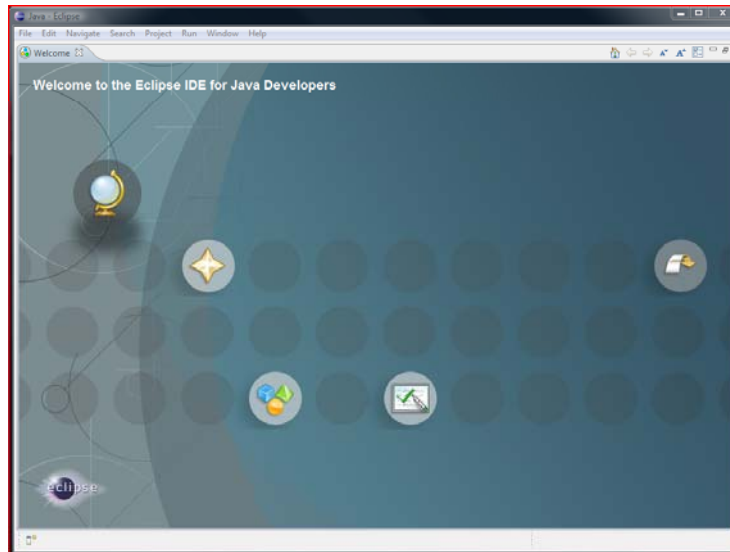 Java - Eclipse
File Edit Navigate Search Project Run Window Help
Welcome
Welcome to the Eclipse IDE for Java Developers
eclipse